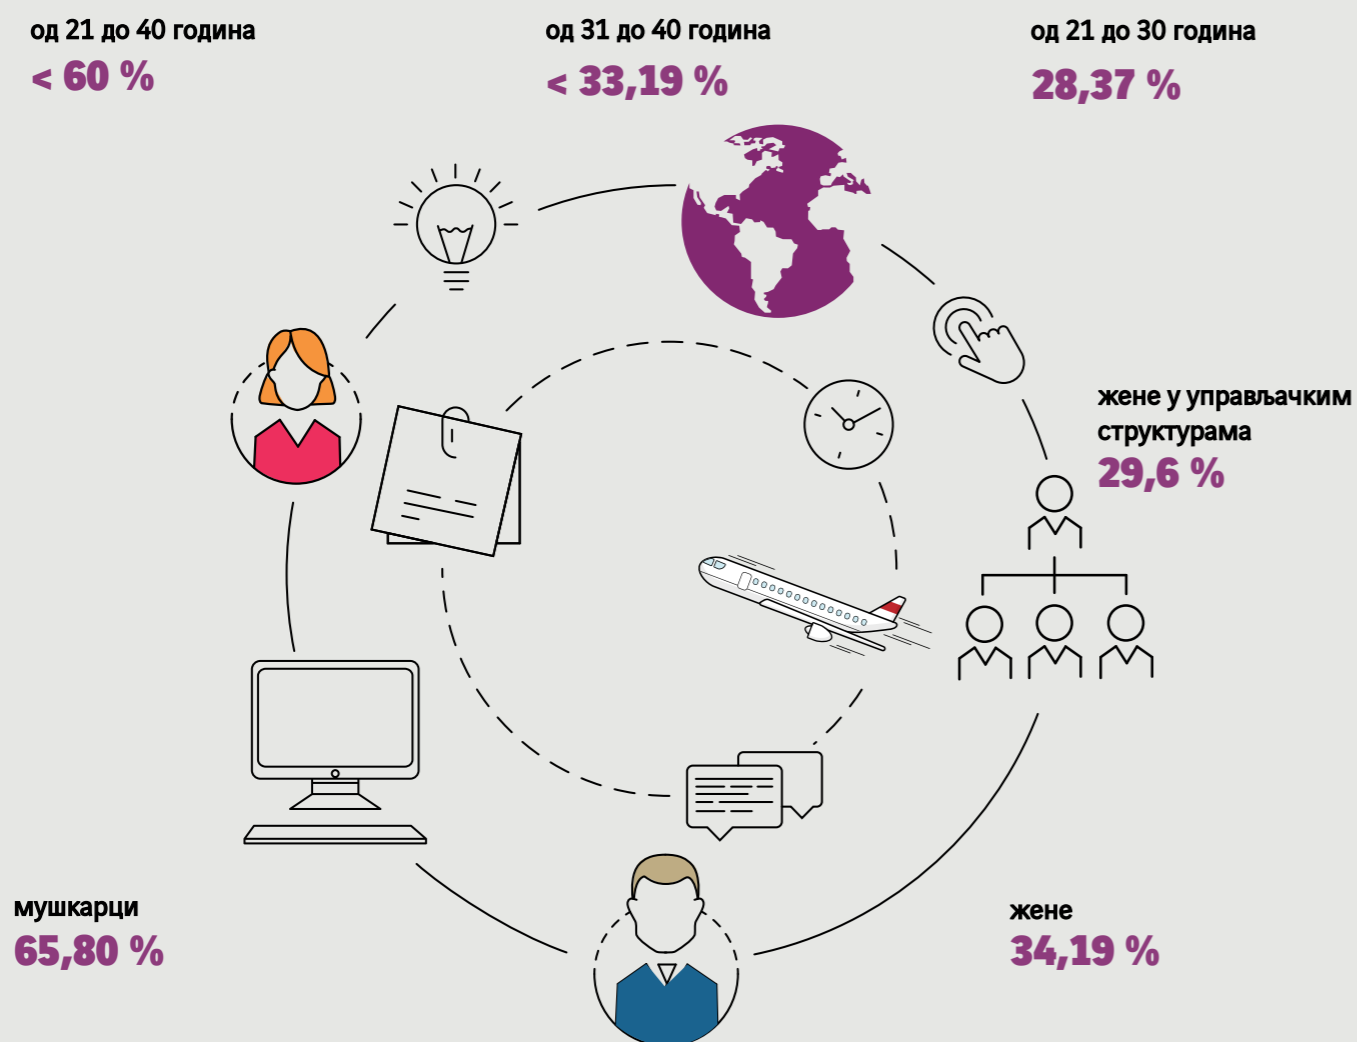 од 21 до 40 година
< 60 %
од 31 до 40 година
< 33,19 %
од 21 до 30 година
28,37 %
жене у управљачким
структурама
29,6 %
мушкарци
65,80 %
жене
34,19 %